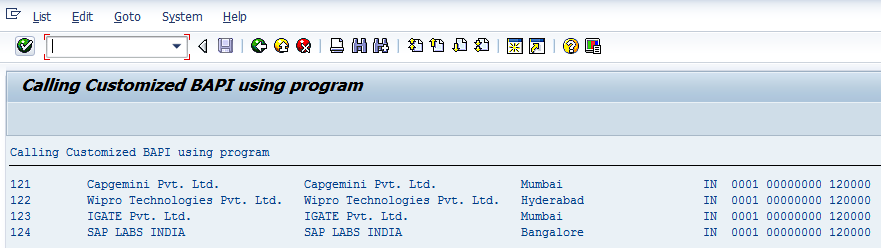 List Edit Goto System Help
Calling Customized BAPI using program
Calling Customized BAPI using program
121 Capgemini Pvt. Ltd. Capgemini Pvt. Ltd. Mumbai IN 0001 00000000 120000
122 Wipro Technologies Pvt. Ltd. Wipro Technologies Pvt. Ltd. Hyderabad IN 0001 00000000 120000
123 IGATE Pvt. Ltd. IGATE Pvt. Ltd. Mumbai IN 0001 00000000 120000
124 SAP LABS INDIA SAP LABS INDIA Bangalore IN 0001 00000000 120000